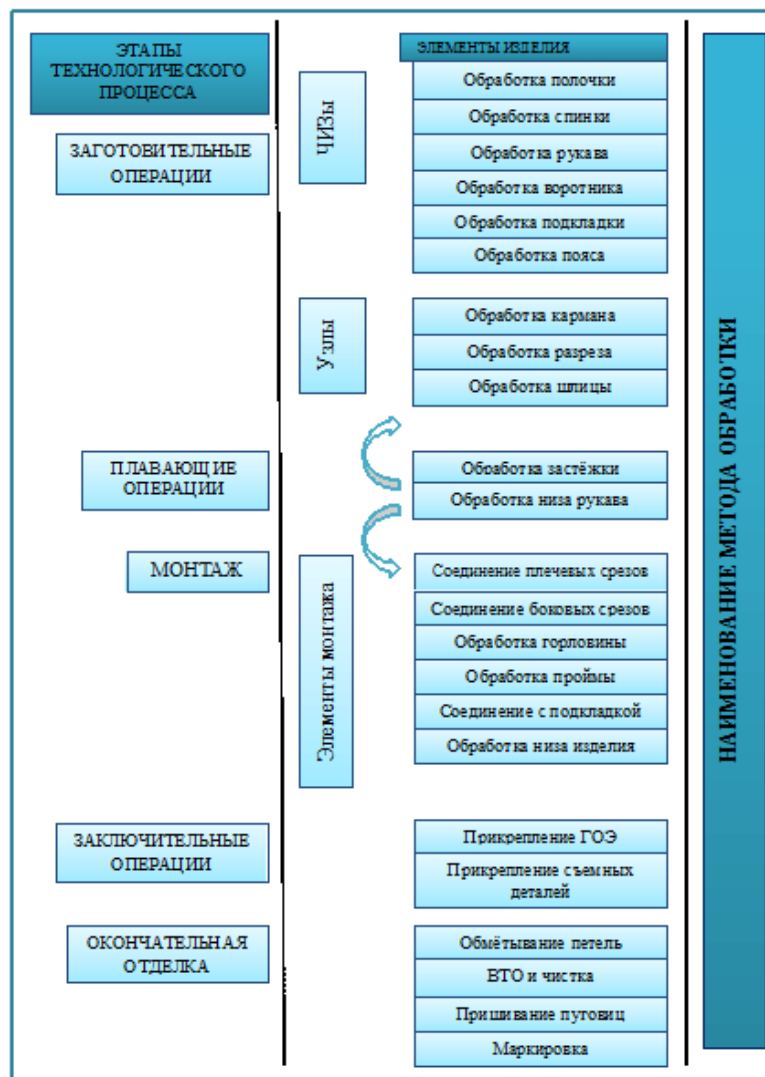 ЭТАПЫ
ТЕХНОЛОГИЧЕСКОГО
ПРОЦЕССА
ЭЛЕМЕНТЫ ИЗДЕЛИЯ
ЗАГОТОВИТЕЛЬНЫЕ
ОПЕРАЦИИ
ЧИЗы
Обработка полочки
Обработка спинки
Обработка рукава
Обработка воротника
Обработка подкладки
Обработка пояса
Узлы
Обработка кармана
Обработка разреза
Обработка шлицы
ПЛАВАЮЩИЕ
ОПЕРАЦИИ
Обработка застёжки
Обработка низа рукава
МОНТАЖ
Элементы монтажа
Соединение плечевых срезов
Соединение боковых срезов
Обработка горловины
Обработка проймы
Соединение с подкладкой
Обработка низа изделия
ЗАКЛЮЧИТЕЛЬНЫЕ
ОПЕРАЦИИ
Прикрепление ГОЭ
Прикрепление съемных
деталей
ОКОНЧАТЕЛЬНАЯ
ОТДЕЛКА
Обмётывание петель
ВТО и чистка
Пришивание пуговиц
Маркировка
НАИМЕНОВАНИЕ МЕТОДА ОБРАБОТКИ